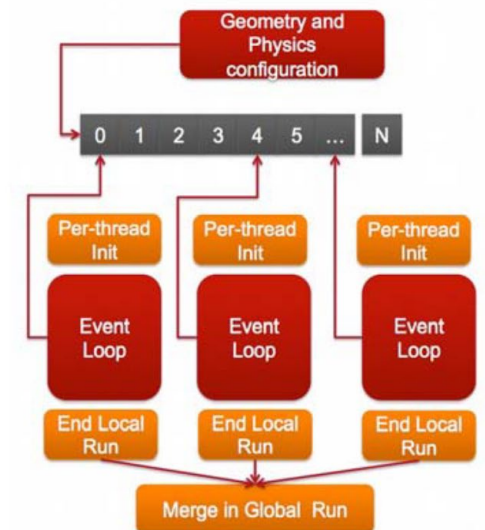 Geometry and
Physics
configuration
0 1 2 3 4 5 ... N
Per-thread
Init
Per-thread
Init
Per-thread
Init
Event
Loop
Event
Loop
Event
Loop
End Local
Run
End Local
Run
End Local
Run
Merge in Global Run